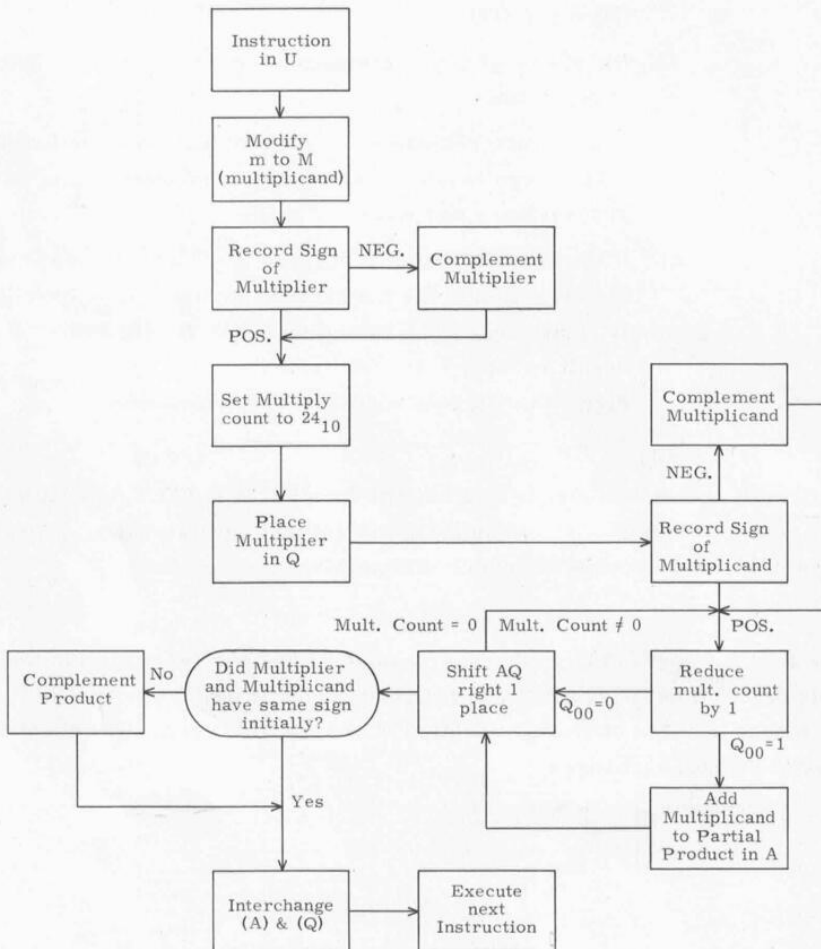 Instruction
in U
Modify
m to M
(multiplicand)
Record Sign
of
Multiplier
NEG.
Complement
Multiplier
POS.
Set Multiply
count to 24₁₀
Place
Multiplier
in Q
Complement
Multiplicand
NEG.
Record Sign
of
Multiplicand
Mult. Count = 0
Mult. Count ≠ 0
POS.
Complement
Product
No
Did Multiplier
and Multiplicand
have same sign
initially?
Shift AQ
right 1
place
Q₀₀=0
Reduce
mult. count
by 1
Q₀₀=1
Yes
Add
Multiplicand
to Partial
Product in A
Interchange
(A) & (Q)
Execute
next
Instruction